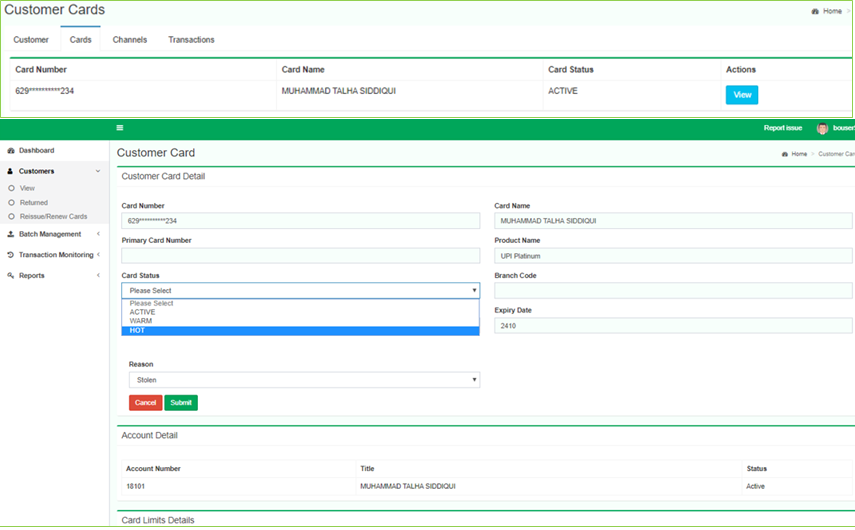 Customer Cards
Home >
Customer Cards Channels Transactions
Card Number Card Name Card Status Actions
629**********234 MUHAMMAD TALHA SIDDIQUI ACTIVE View
Report issue
Dashboard
Customers
View
Returned
Reissue/Renew Cards
Batch Management
Transaction Monitoring
Reports
Customer Card
Home > Customer
Customer Card Detail
Card Number Card Name
629**********234 MUHAMMAD TALHA SIDDIQUI
Primary Card Number Product Name
UPI Platinum
Card Status Branch Code
Please Select
Please Select
ACTIVE
WARM
HOT
Expiry Date
2410
Reason
Stolen
Cancel Submit
Account Detail
Account Number Title Status
18101 MUHAMMAD TALHA SIDDIQUI Active
Card Limits Details